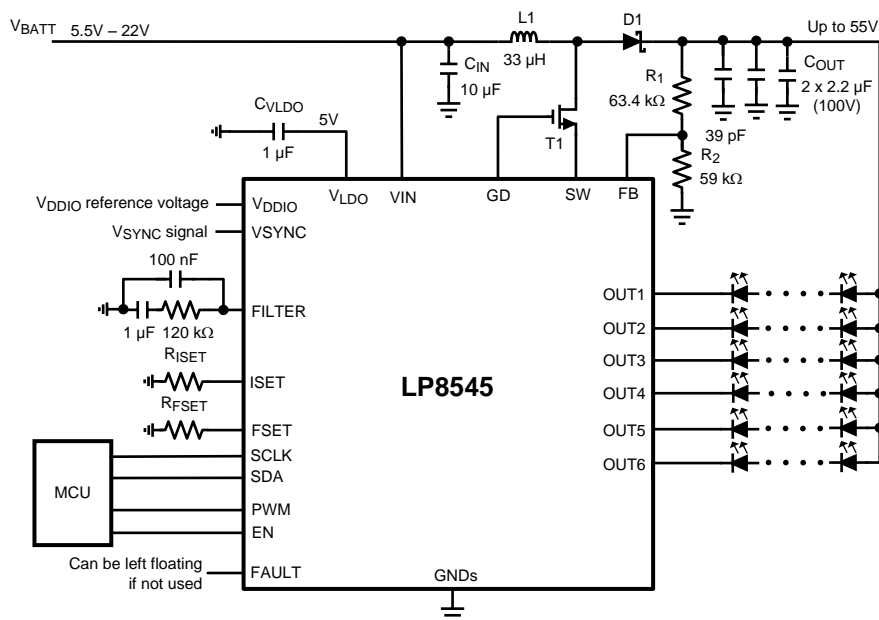 VBATT 5.5V – 22V
L1
D1
Up to 55V
CIN
10 µF
33 µH
R1
63.4 kΩ
COUT
2 x 2.2 µF
(100V)
CVLDO
1 µF
5V
T1
39 pF
R2
59 kΩ
VLDO
VIN
GD
SW
FB
VDDIO reference voltage
VDDIO
VSYNC signal
VSYNC
100 nF
FILTER
1 µF
120 kΩ
RISET
ISET
RFSET
FSET
MCU
SCLK
SDA
PWM
EN
Can be left floating
if not used
FAULT
LP8545
GNDs
OUT1
OUT2
OUT3
OUT4
OUT5
OUT6